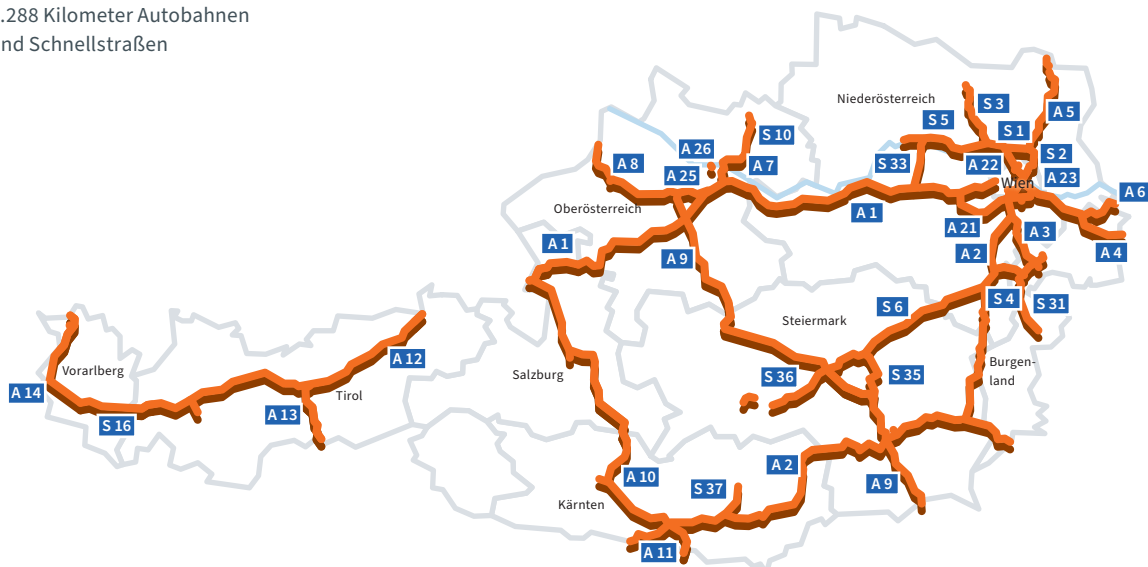 .288 Kilometer Autobahnen
nd Schnellstraßen
Niederösterreich
S 3
A 5
S 5
S 1
S 10
A 26
S 2
A 8
A 7
S 33
A 22
A 25
A 23
Wien
A 6
Oberösterreich
A 1
A 21
A 3
A 1
A 9
A 2
A 4
S 4
S 31
S 6
Steiermark
A 12
Vorarlberg
Salzburg
S 36
S 35
Burgen-
land
A 14
Tirol
A 13
S 16
A 10
S 37
A 2
A 9
Kärnten
A 11